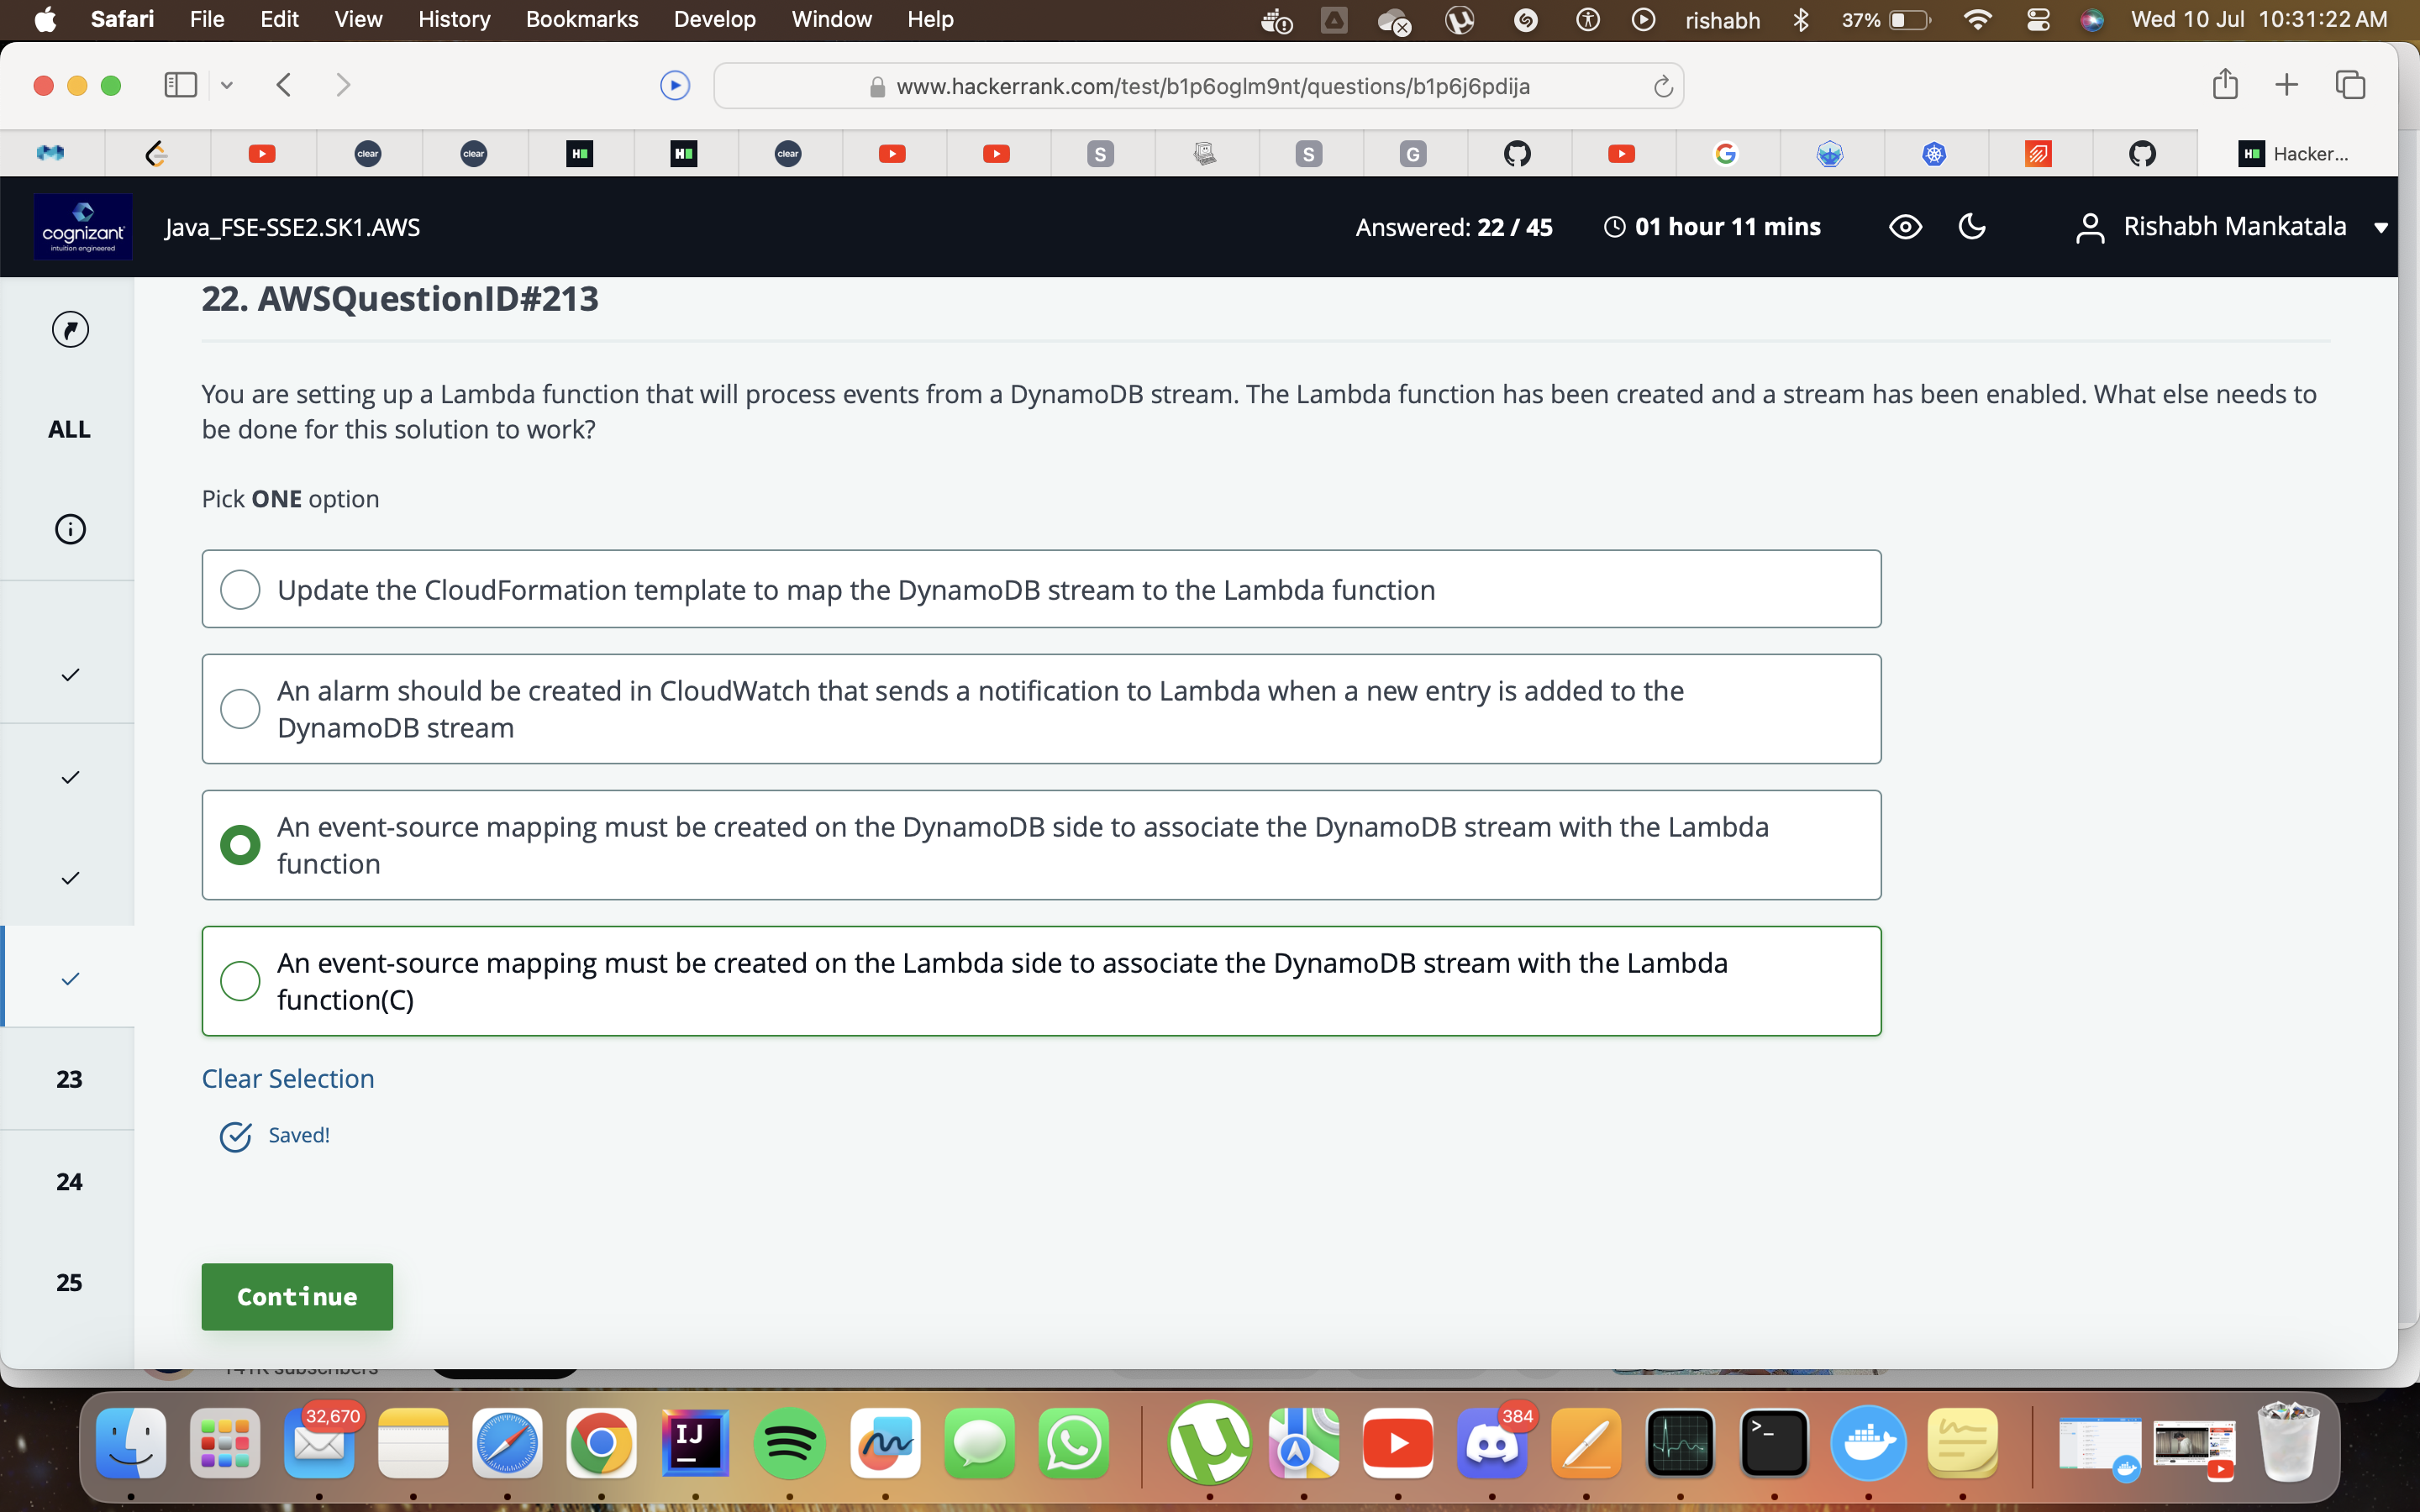 Safari File Edit View History Bookmarks Develop Window Help rishabh 37% Wed 10 Jul 10:31:22 AM
www.hackerrank.com/test/b1p6oglm9nt/questions/b1p6j6pdija
clear clear H clear S S G H Hacker...
cognizant
intuition engineered
Java_FSE-SSE2.SK1.AWS
Answered: 22 / 45
01 hour 11 mins
Rishabh Mankatala
22. AWSQuestionID#213
ALL
You are setting up a Lambda function that will process events from a DynamoDB stream. The Lambda function has been created and a stream has been enabled. What else needs to
be done for this solution to work?
Pick ONE option
Update the CloudFormation template to map the DynamoDB stream to the Lambda function
An alarm should be created in CloudWatch that sends a notification to Lambda when a new entry is added to the
DynamoDB stream
An event-source mapping must be created on the DynamoDB side to associate the DynamoDB stream with the Lambda
function
An event-source mapping must be created on the Lambda side to associate the DynamoDB stream with the Lambda
function(C)
Clear Selection
Saved!
23
24
25
Continue
subscribers
32,670
IJ
384